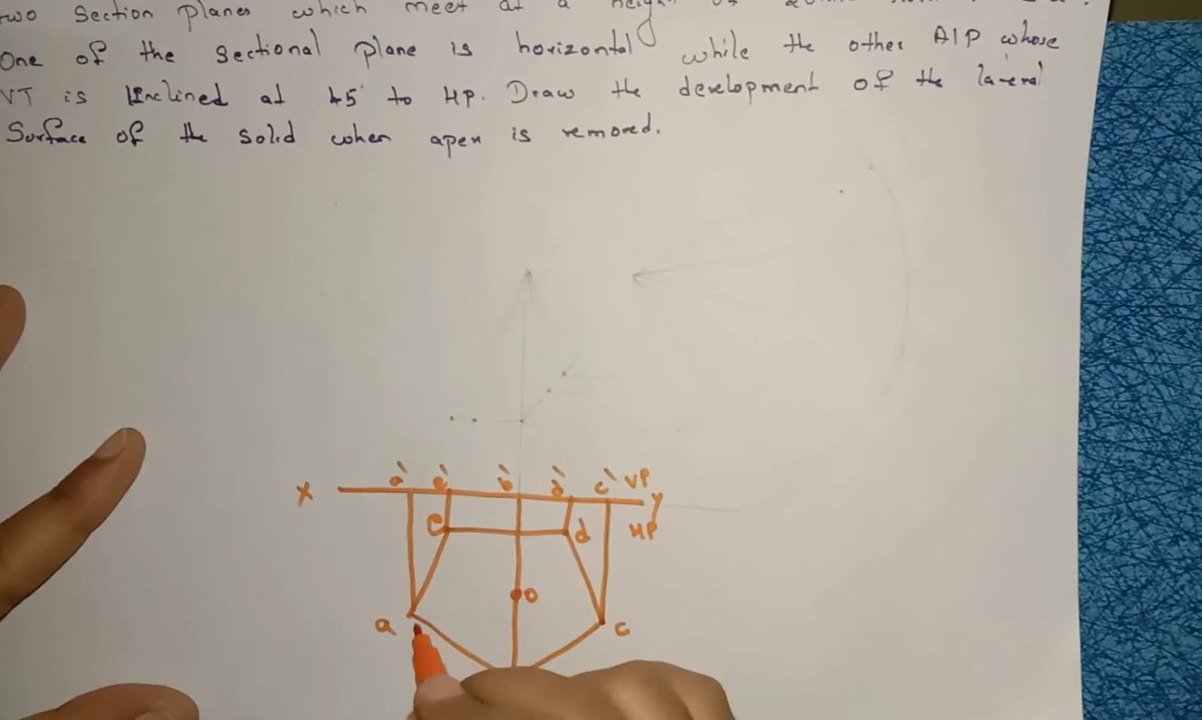 two Section planes which meet at a
One of the Sectional plane is horizontal while the other AIP whose
VT is Inclined at 45° to HP. Draw the development of the lateral
Surface of the solid when apex is removed.
a' e' b' d' c' VP
X Y
e d HP
o
a c